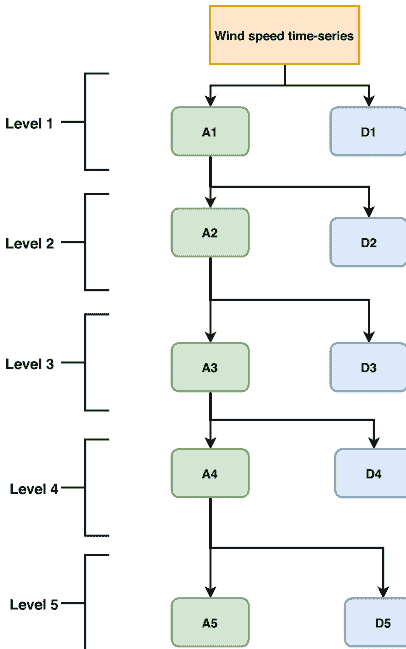 Wind speed time-series
Level 1
A1
D1
Level 2
A2
D2
Level 3
A3
D3
Level 4
A4
D4
Level 5
A5
D5